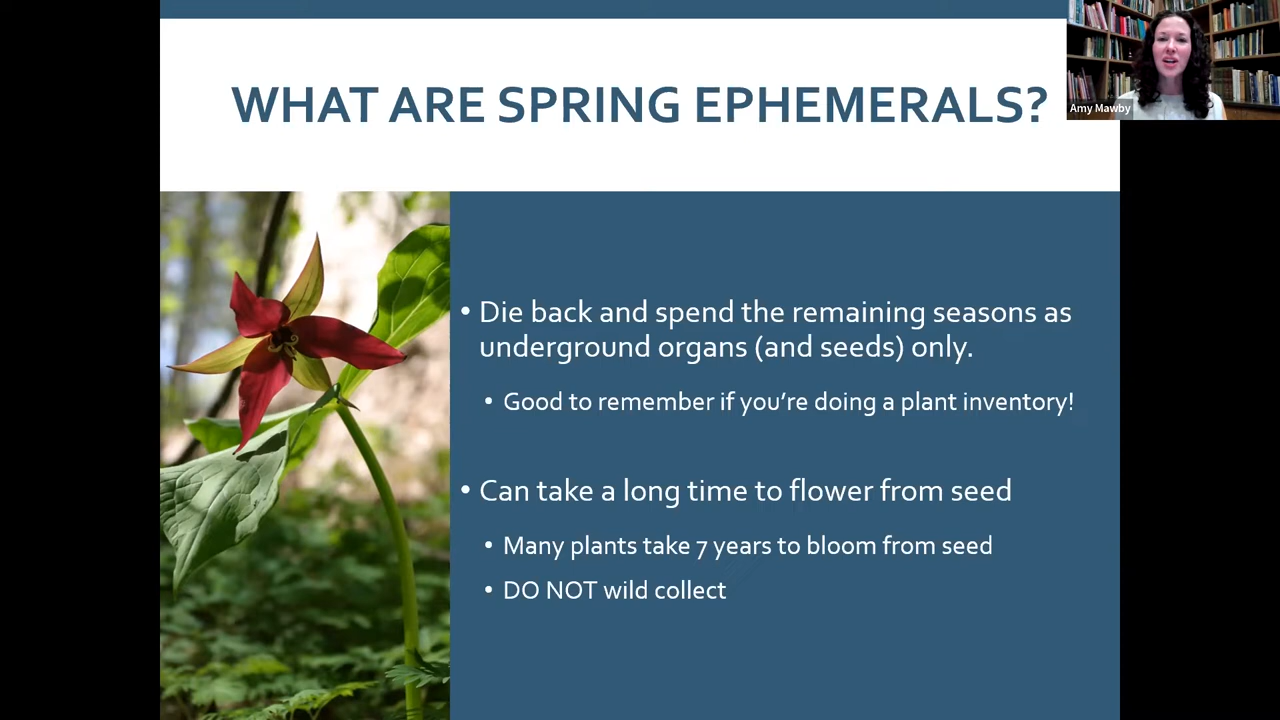 WHAT ARE SPRING EPHEMERALS?
Amy Mawby
• Die back and spend the remaining seasons as
underground organs (and seeds) only.
• Good to remember if you're doing a plant inventory!
• Can take a long time to flower from seed
• Many plants take 7 years to bloom from seed
• DO NOT wild collect